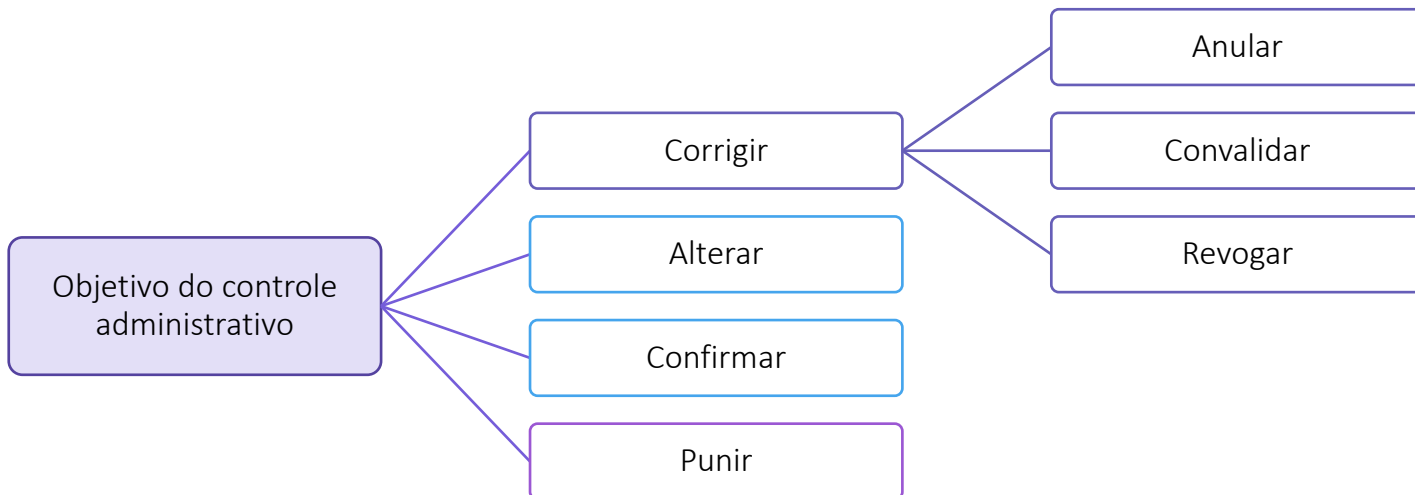 Objetivo do controle
administrativo
Corrigir
Alterar
Confirmar
Punir
Anular
Convalidar
Revogar